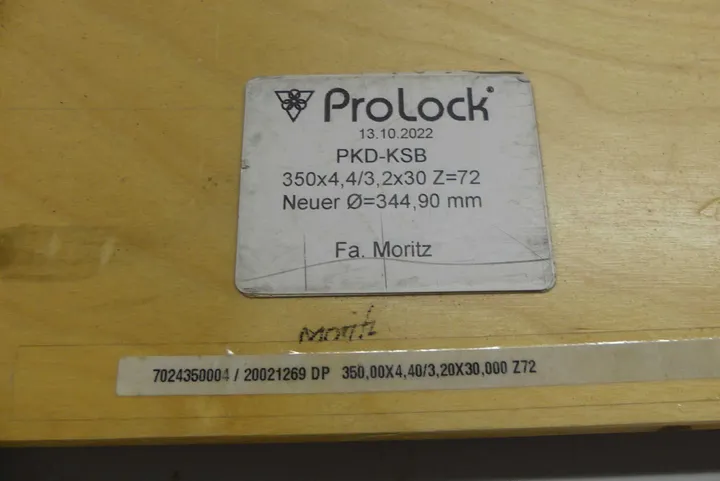 ProLock
13.10.2022
PKD-KSB
350x4,4/3,2x30 Z=72
Neuer Ø=344,90 mm
Fa. Moritz
Moritz
7024350004 / 20021269 DP 350,00X4,40/3,20X30,000 Z72